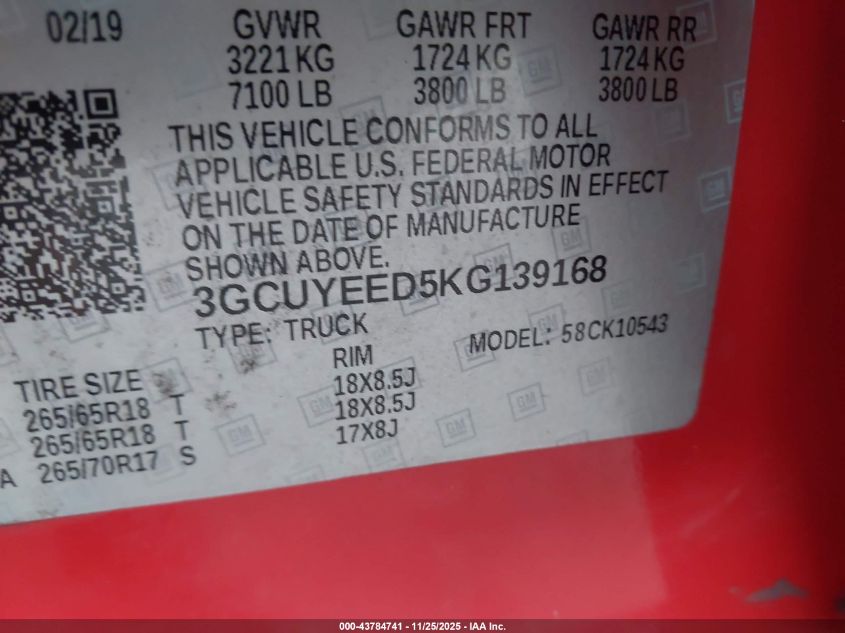 02/19 GVWR GAWR FRT GAWR RR
3221 KG 1724 KG 1724 KG
7100 LB 3800 LB 3800 LB
THIS VEHICLE CONFORMS TO ALL
APPLICABLE U.S. FEDERAL MOTOR
VEHICLE SAFETY STANDARDS IN EFFECT
ON THE DATE OF MANUFACTURE
SHOWN ABOVE.
3GCUYEED5KG139168
TYPE: TRUCK MODEL: 58CK10543
TIRE SIZE RIM
265/65R18 T 18X8.5J
265/65R18 T 18X8.5J
A 265/70R17 S 17X8J
GM
000-43784741 — 11/25/2025 - IAA Inc.